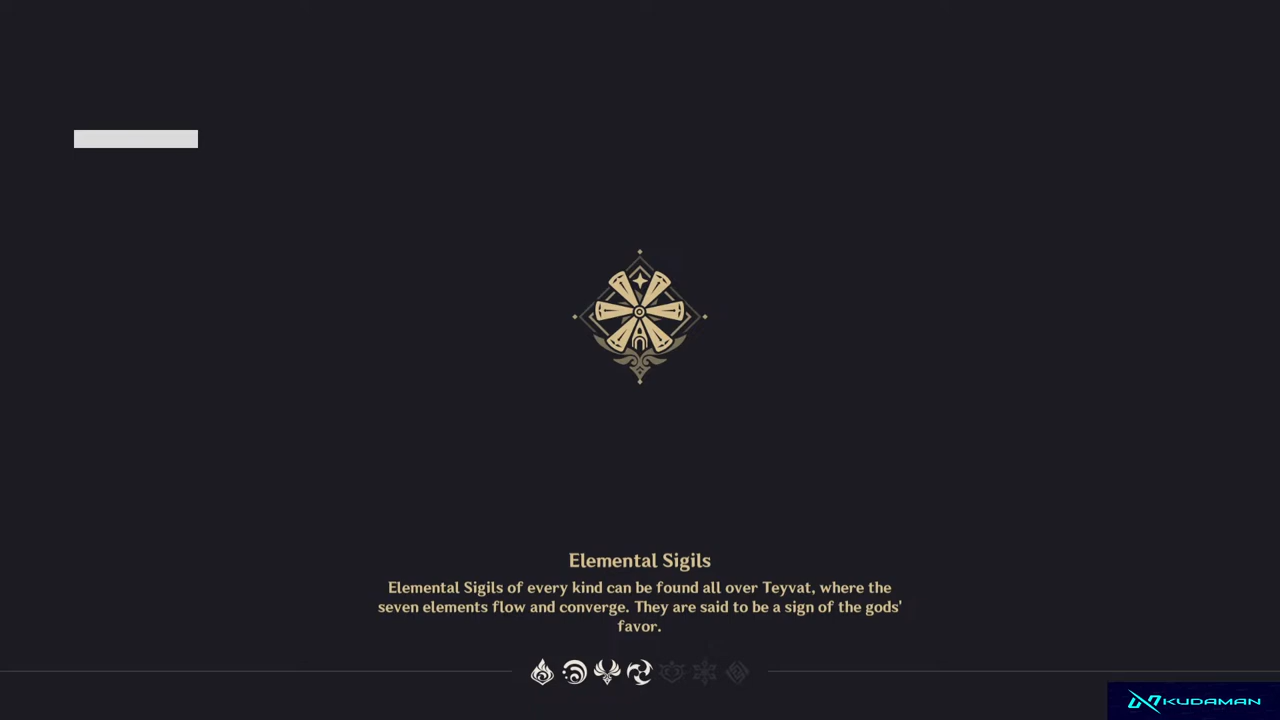 Elemental Sigils
Elemental Sigils of every kind can be found all over Teyvat, where the
seven elements flow and converge. They are said to be a sign of the gods'
favor.
KUDAMAN